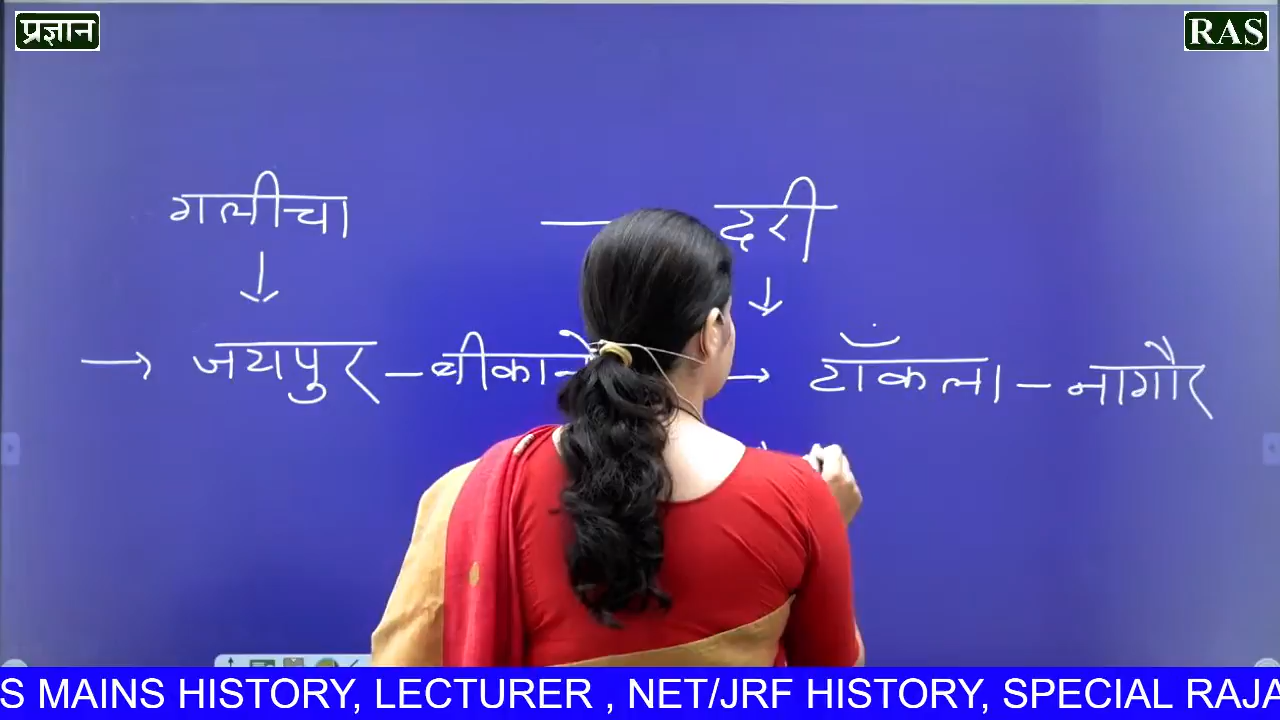 प्रज्ञान RAS
गलीचा — दरी
↓ ↓
→ जयपुर – बीकाने → टाँकला – नागौर
S MAINS HISTORY, LECTURER , NET/JRF HISTORY, SPECIAL RAJA